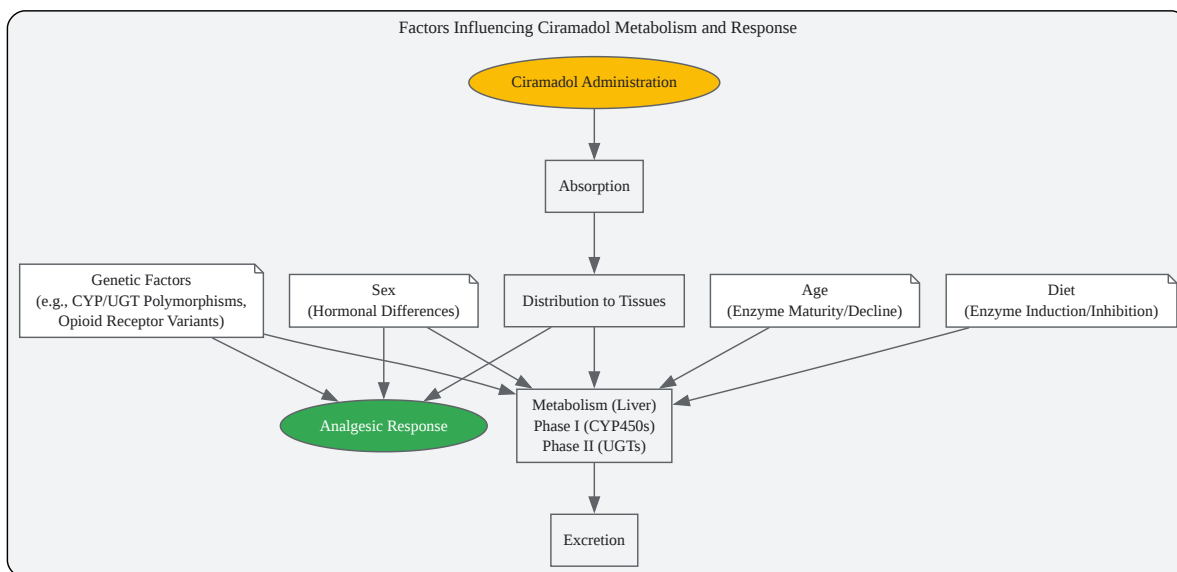 Factors Influencing Ciramadol Metabolism and Response
Ciramadol Administration
Absorption
Genetic Factors
(e.g., CYP/UGT Polymorphisms,
Opioid Receptor Variants)
Sex
(Hormonal Differences)
Distribution to Tissues
Age
(Enzyme Maturity/Decline)
Diet
(Enzyme Induction/Inhibition)
Analgesic Response
Metabolism (Liver)
Phase I (CYP450s)
Phase II (UGTs)
Excretion